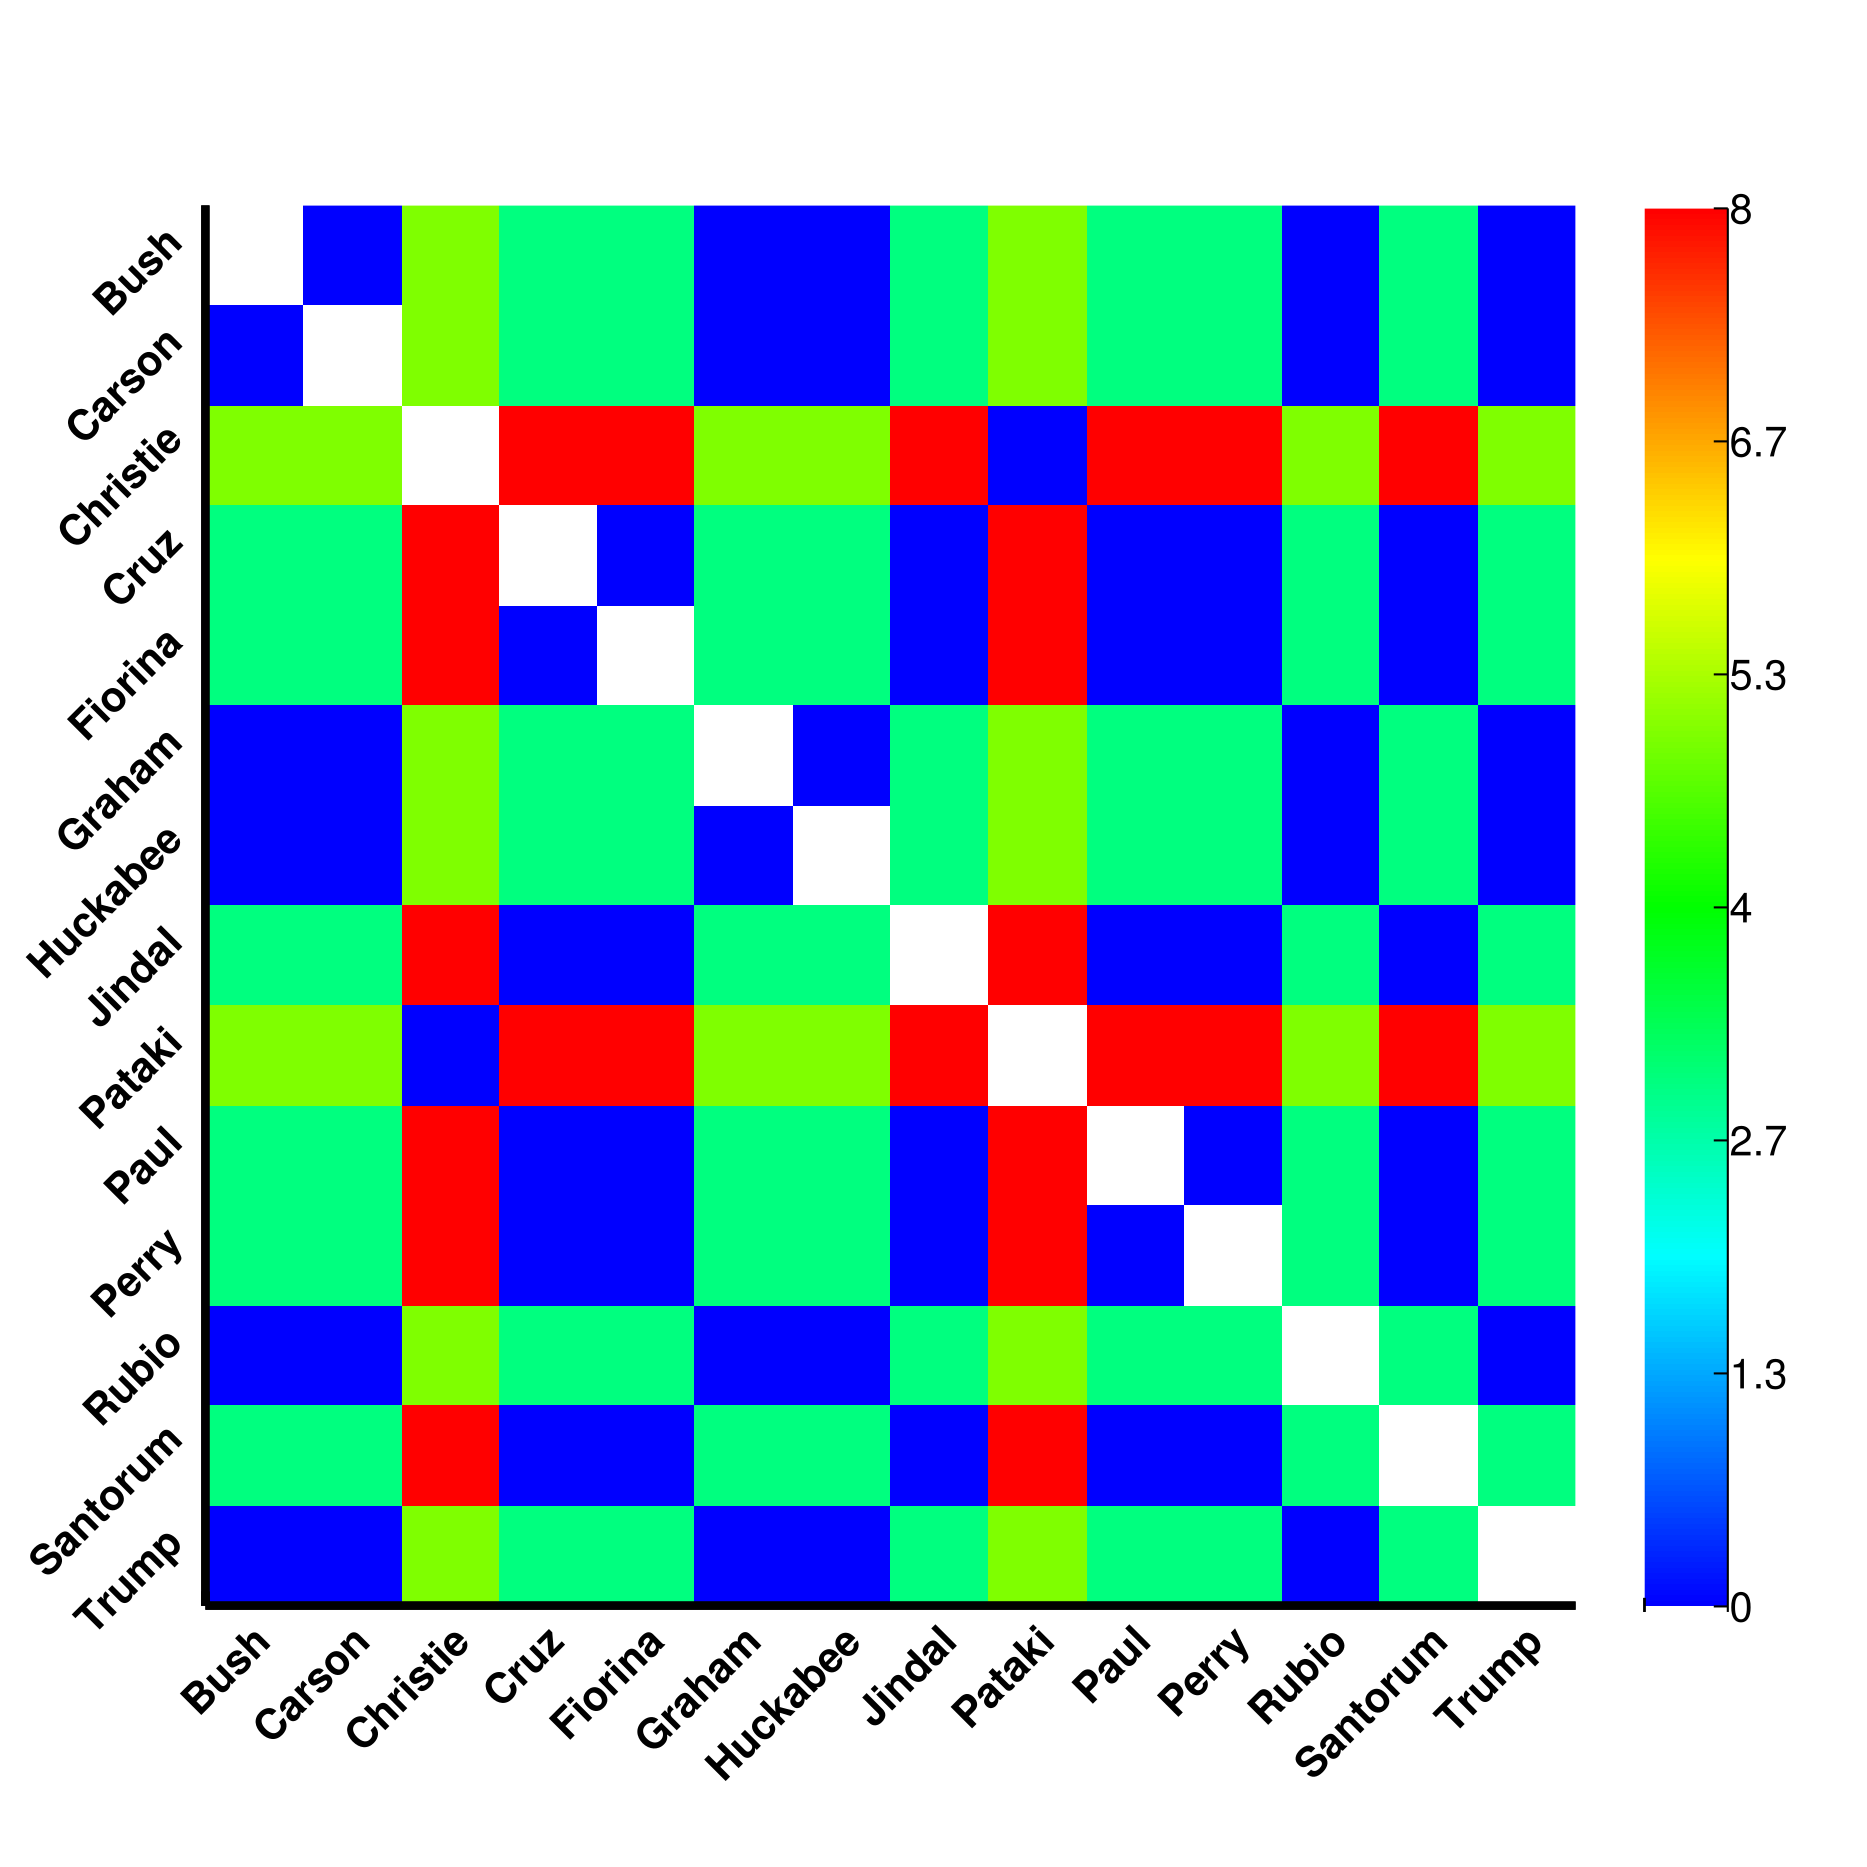 Bush
Carson
Christie
Cruz
Fiorina
Graham
Huckabee
Jindal
Pataki
Paul
Perry
Rubio
Santorum
Trump
Bush
Carson
Christie
Cruz
Fiorina
Graham
Huckabee
Jindal
Pataki
Paul
Perry
Rubio
Santorum
Trump
8
6.7
5.3
4
2.7
1.3
0